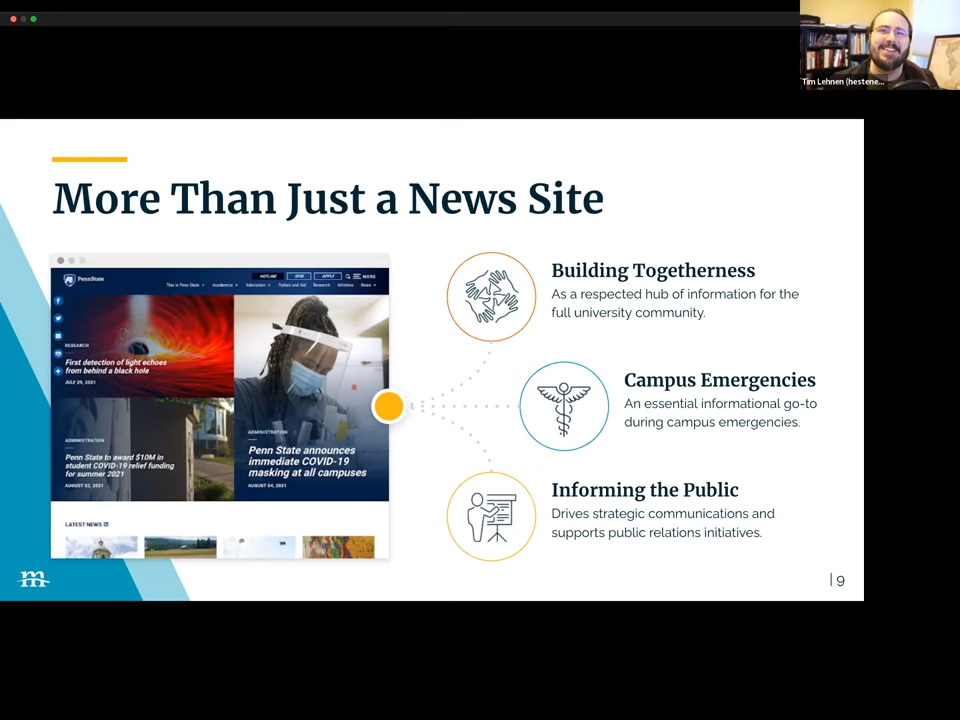 Tim Lehnen (hestene...
More Than Just a News Site
PennState
HOTLINE
GIVE
APPLY
MORE
This is Penn State
Academics
Admission
Tuition and Aid
Research
Athletics
News
RESEARCH
First detection of light echoes
from behind a black hole
JULY 29, 2021
ADMINISTRATION
Penn State to award $10M in
student COVID-19 relief funding
for summer 2021
AUGUST 02, 2021
ADMINISTRATION
Penn State announces
immediate COVID-19
masking at all campuses
AUGUST 04, 2021
LATEST NEWS
Building Togetherness
As a respected hub of information for the
full university community.
Campus Emergencies
An essential informational go-to
during campus emergencies.
Informing the Public
Drives strategic communications and
supports public relations initiatives.
m
| 9